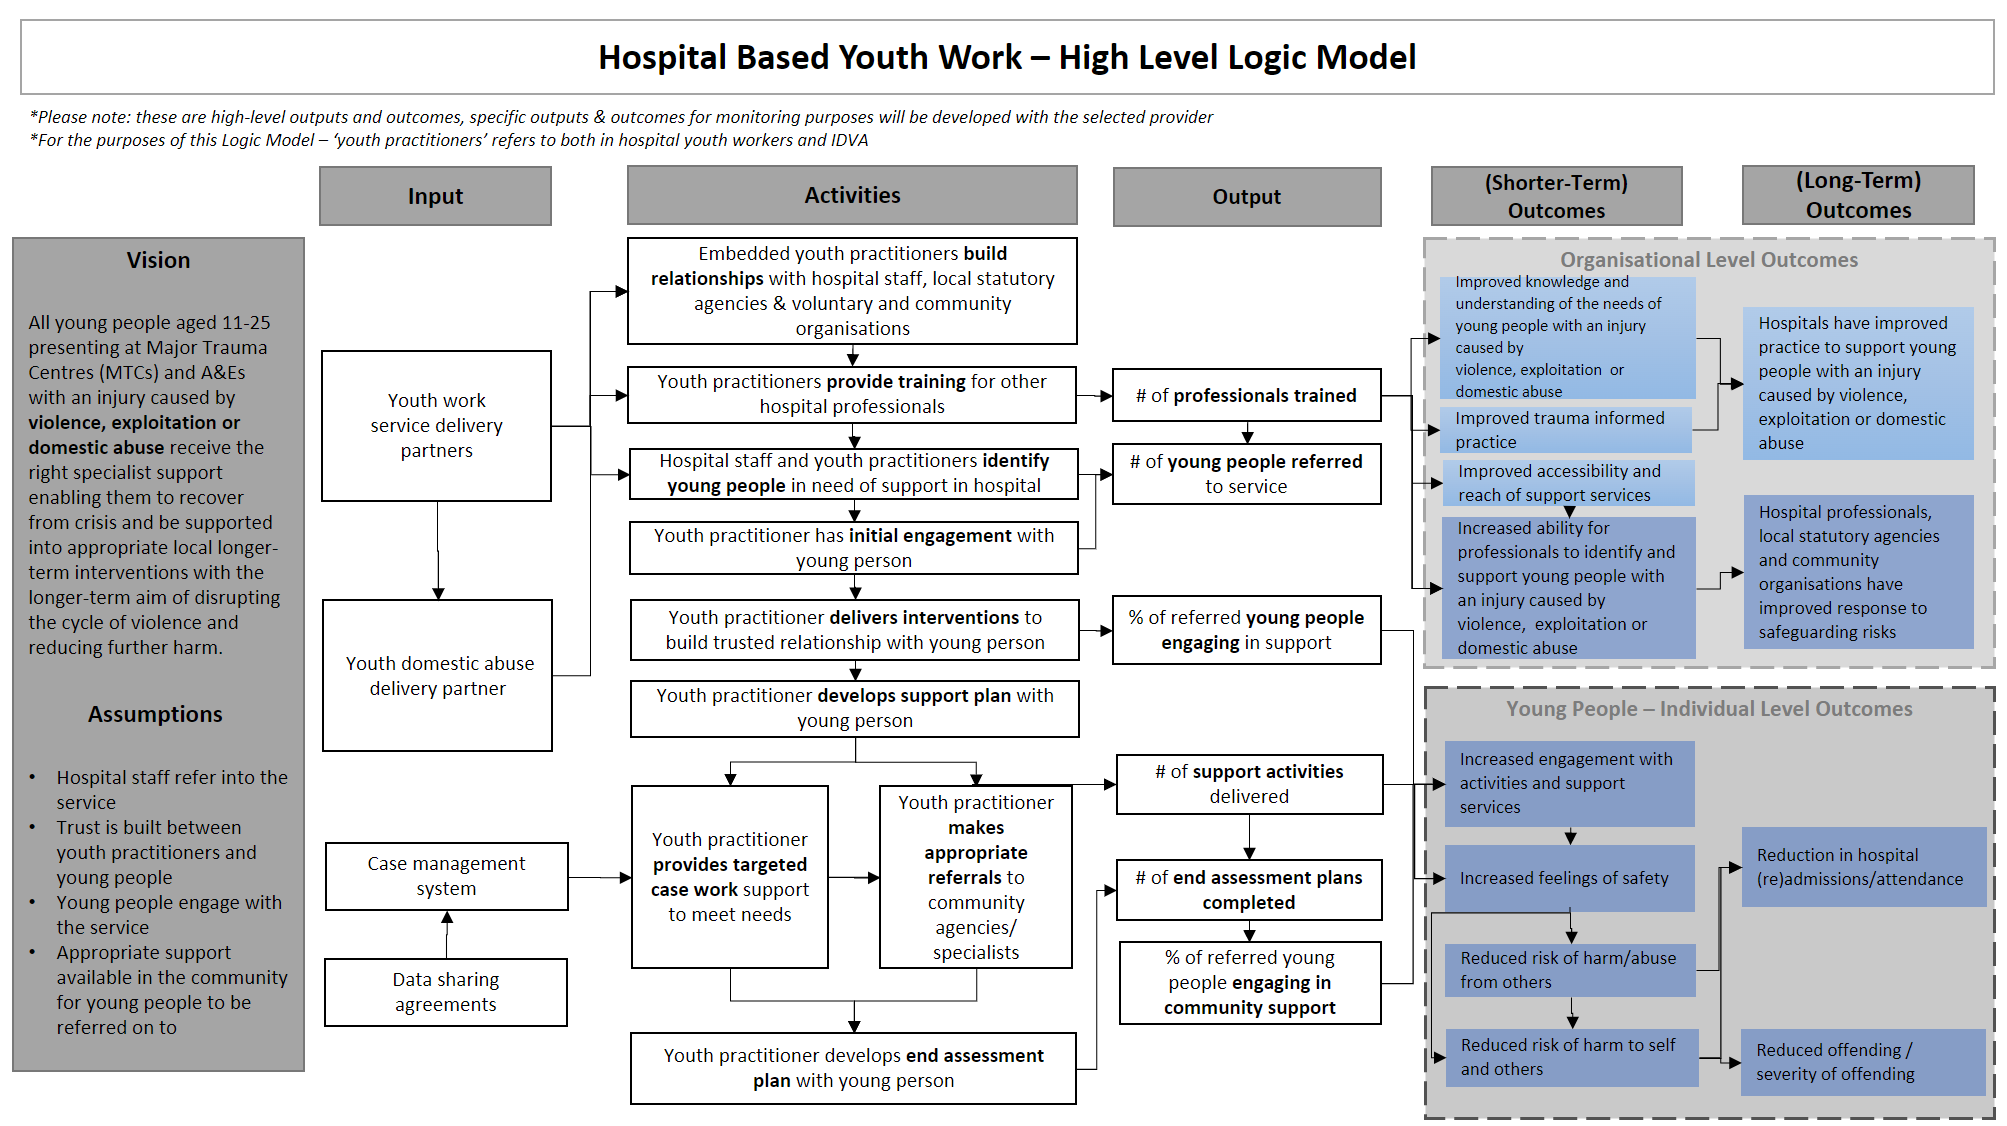 Hospital Based Youth Work – High Level Logic Model
*Please note: these are high-level outputs and outcomes, specific outputs & outcomes for monitoring purposes will be developed with the selected provider
*For the purposes of this Logic Model – ‘youth practitioners’ refers to both in hospital youth workers and IDVA
Vision
All young people aged 11-25
presenting at Major Trauma
Centres (MTCs) and A&Es
with an injury caused by
violence, exploitation or
domestic abuse receive the
right specialist support
enabling them to recover
from crisis and be supported
into appropriate local longer-
term interventions with the
longer-term aim of disrupting
the cycle of violence and
reducing further harm.
Assumptions
• Hospital staff refer into the
service
• Trust is built between
youth practitioners and
young people
• Young people engage with
the service
• Appropriate support
available in the community
for young people to be
referred on to
Input
Youth work
service delivery
partners
Youth domestic abuse
delivery partner
Case management
system
Data sharing
agreements
Activities
Embedded youth practitioners build
relationships with hospital staff, local statutory
agencies & voluntary and community
organisations
Youth practitioners provide training for other
hospital professionals
Hospital staff and youth practitioners identify
young people in need of support in hospital
Youth practitioner has initial engagement with
young person
Youth practitioner delivers interventions to
build trusted relationship with young person
Youth practitioner develops support plan with
young person
Youth practitioner
provides targeted
case work support
to meet needs
Youth practitioner
makes
appropriate
referrals to
community
agencies/
specialists
Youth practitioner develops end assessment
plan with young person
Output
# of professionals trained
# of young people referred
to service
% of referred young people
engaging in support
# of support activities
delivered
# of end assessment plans
completed
% of referred young
people engaging in
community support
(Shorter-Term)
Outcomes
(Long-Term)
Outcomes
Organisational Level Outcomes
Improved knowledge and
understanding of the needs of
young people with an injury
caused by
violence, exploitation or
domestic abuse
Improved trauma informed
practice
Improved accessibility and
reach of support services
Increased ability for
professionals to identify and
support young people with
an injury caused by
violence, exploitation or
domestic abuse
Hospitals have improved
practice to support young
people with an injury
caused by violence,
exploitation or domestic
abuse
Hospital professionals,
local statutory agencies
and community
organisations have
improved response to
safeguarding risks
Young People – Individual Level Outcomes
Increased engagement with
activities and support
services
Increased feelings of safety
Reduced risk of harm/abuse
from others
Reduced risk of harm to self
and others
Reduction in hospital
(re)admissions/attendance
Reduced offending /
severity of offending